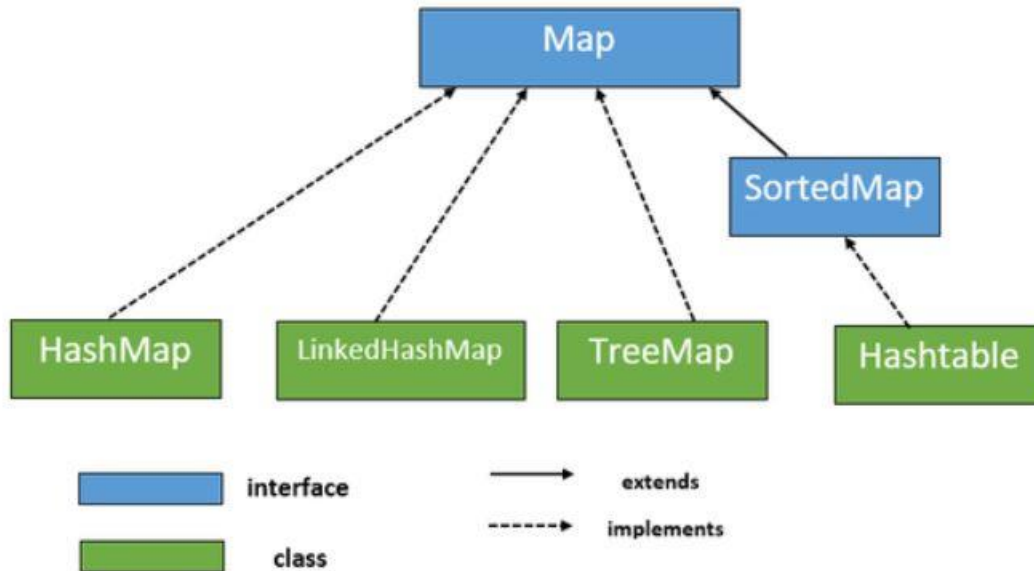 Map
SortedMap
HashMap
LinkedHashMap
TreeMap
Hashtable
interface
extends
implements
class